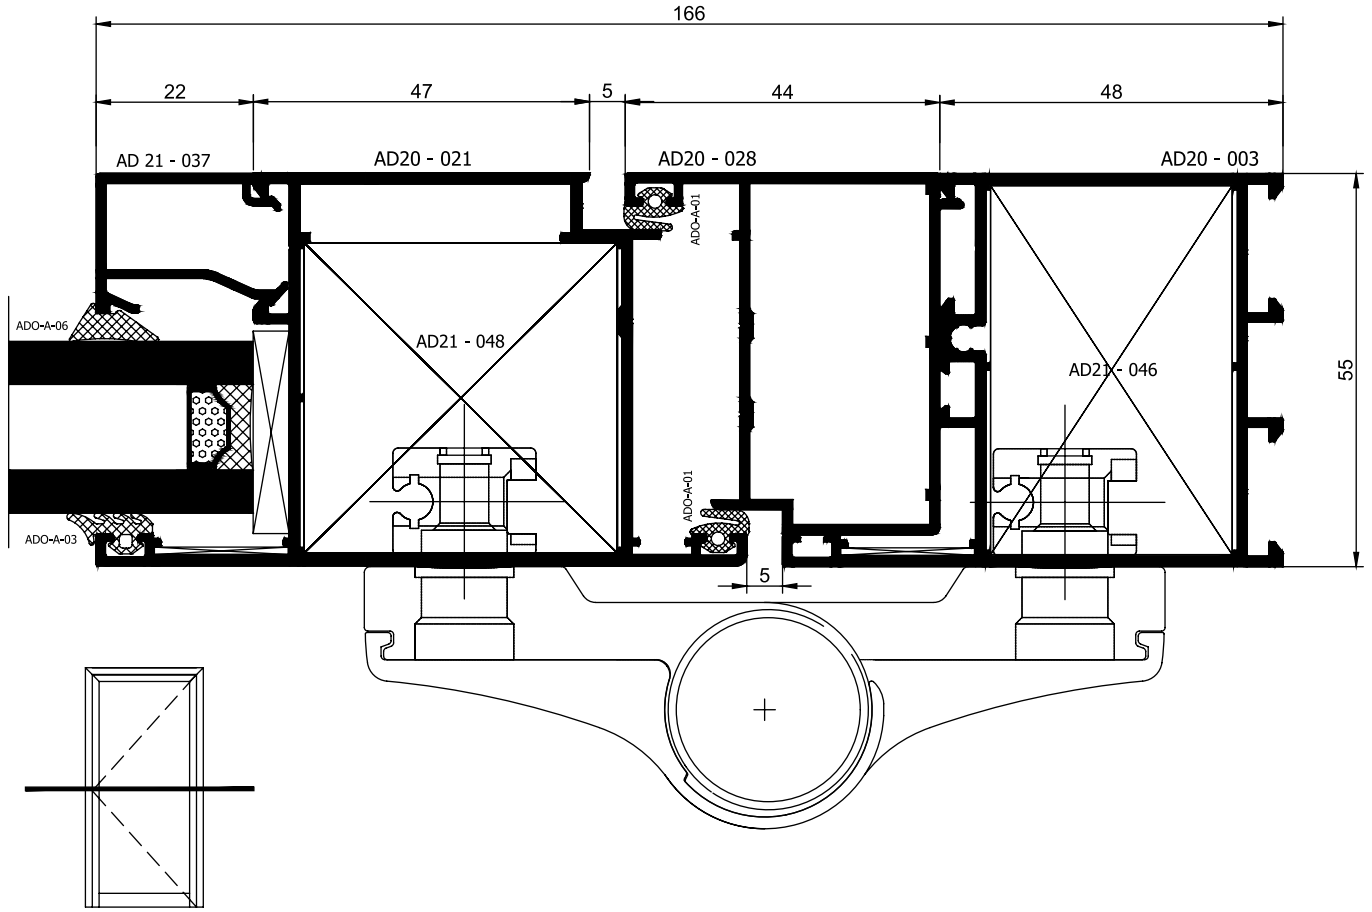 166
22
47
5
44
48
AD 21 - 037
AD20 - 021
AD20 - 028
AD20 - 003
ADO-A-01
ADO-A-06
AD21 - 048
AD21 - 046
55
ADO-A-01
ADO-A-03
5